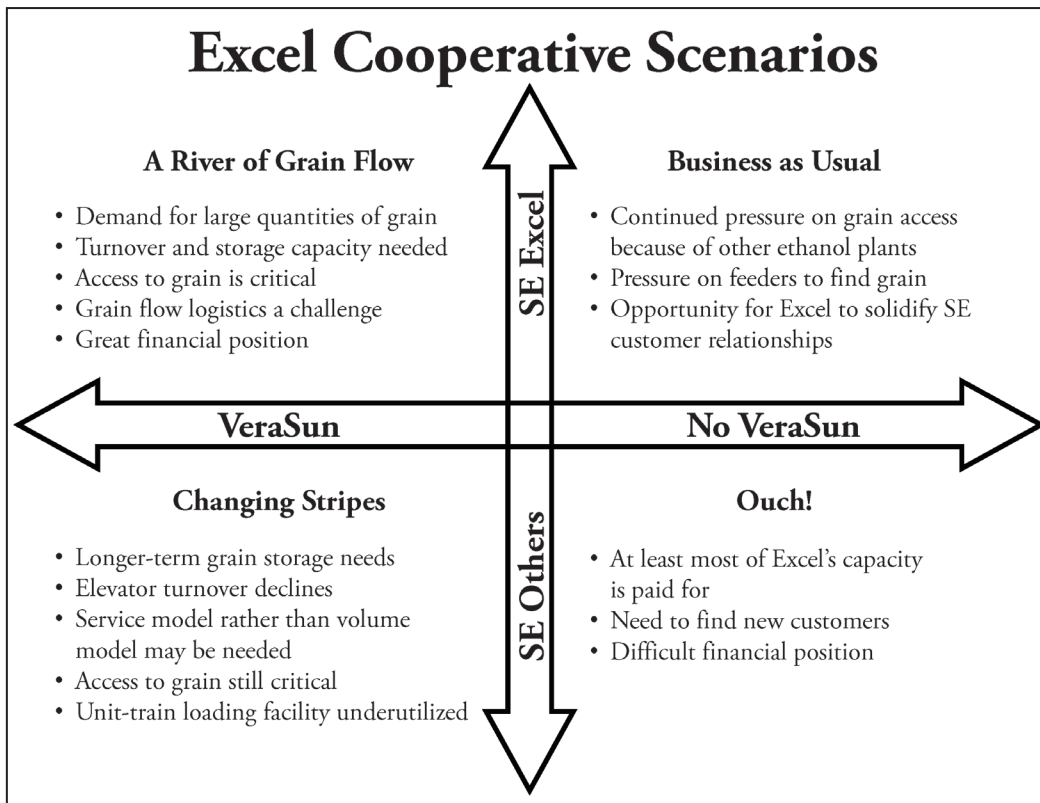 Excel Cooperative Scenarios
A River of Grain Flow
• Demand for large quantities of grain
• Turnover and storage capacity needed
• Access to grain is critical
• Grain flow logistics a challenge
• Great financial position
SE Excel
Business as Usual
• Continued pressure on grain access
because of other ethanol plants
• Pressure on feeders to find grain
• Opportunity for Excel to solidify SE
customer relationships
VeraSun
No VeraSun
Changing Stripes
• Longer-term grain storage needs
• Elevator turnover declines
• Service model rather than volume
model may be needed
• Access to grain still critical
• Unit-train loading facility underutilized
SE Others
Ouch!
• At least most of Excel’s capacity
is paid for
• Need to find new customers
• Difficult financial position